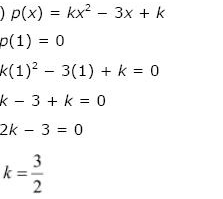 ) p(x) = kx² – 3x + k
p(1) = 0
k(1)² – 3(1) + k = 0
k – 3 + k = 0
2k – 3 = 0
k = 3/2